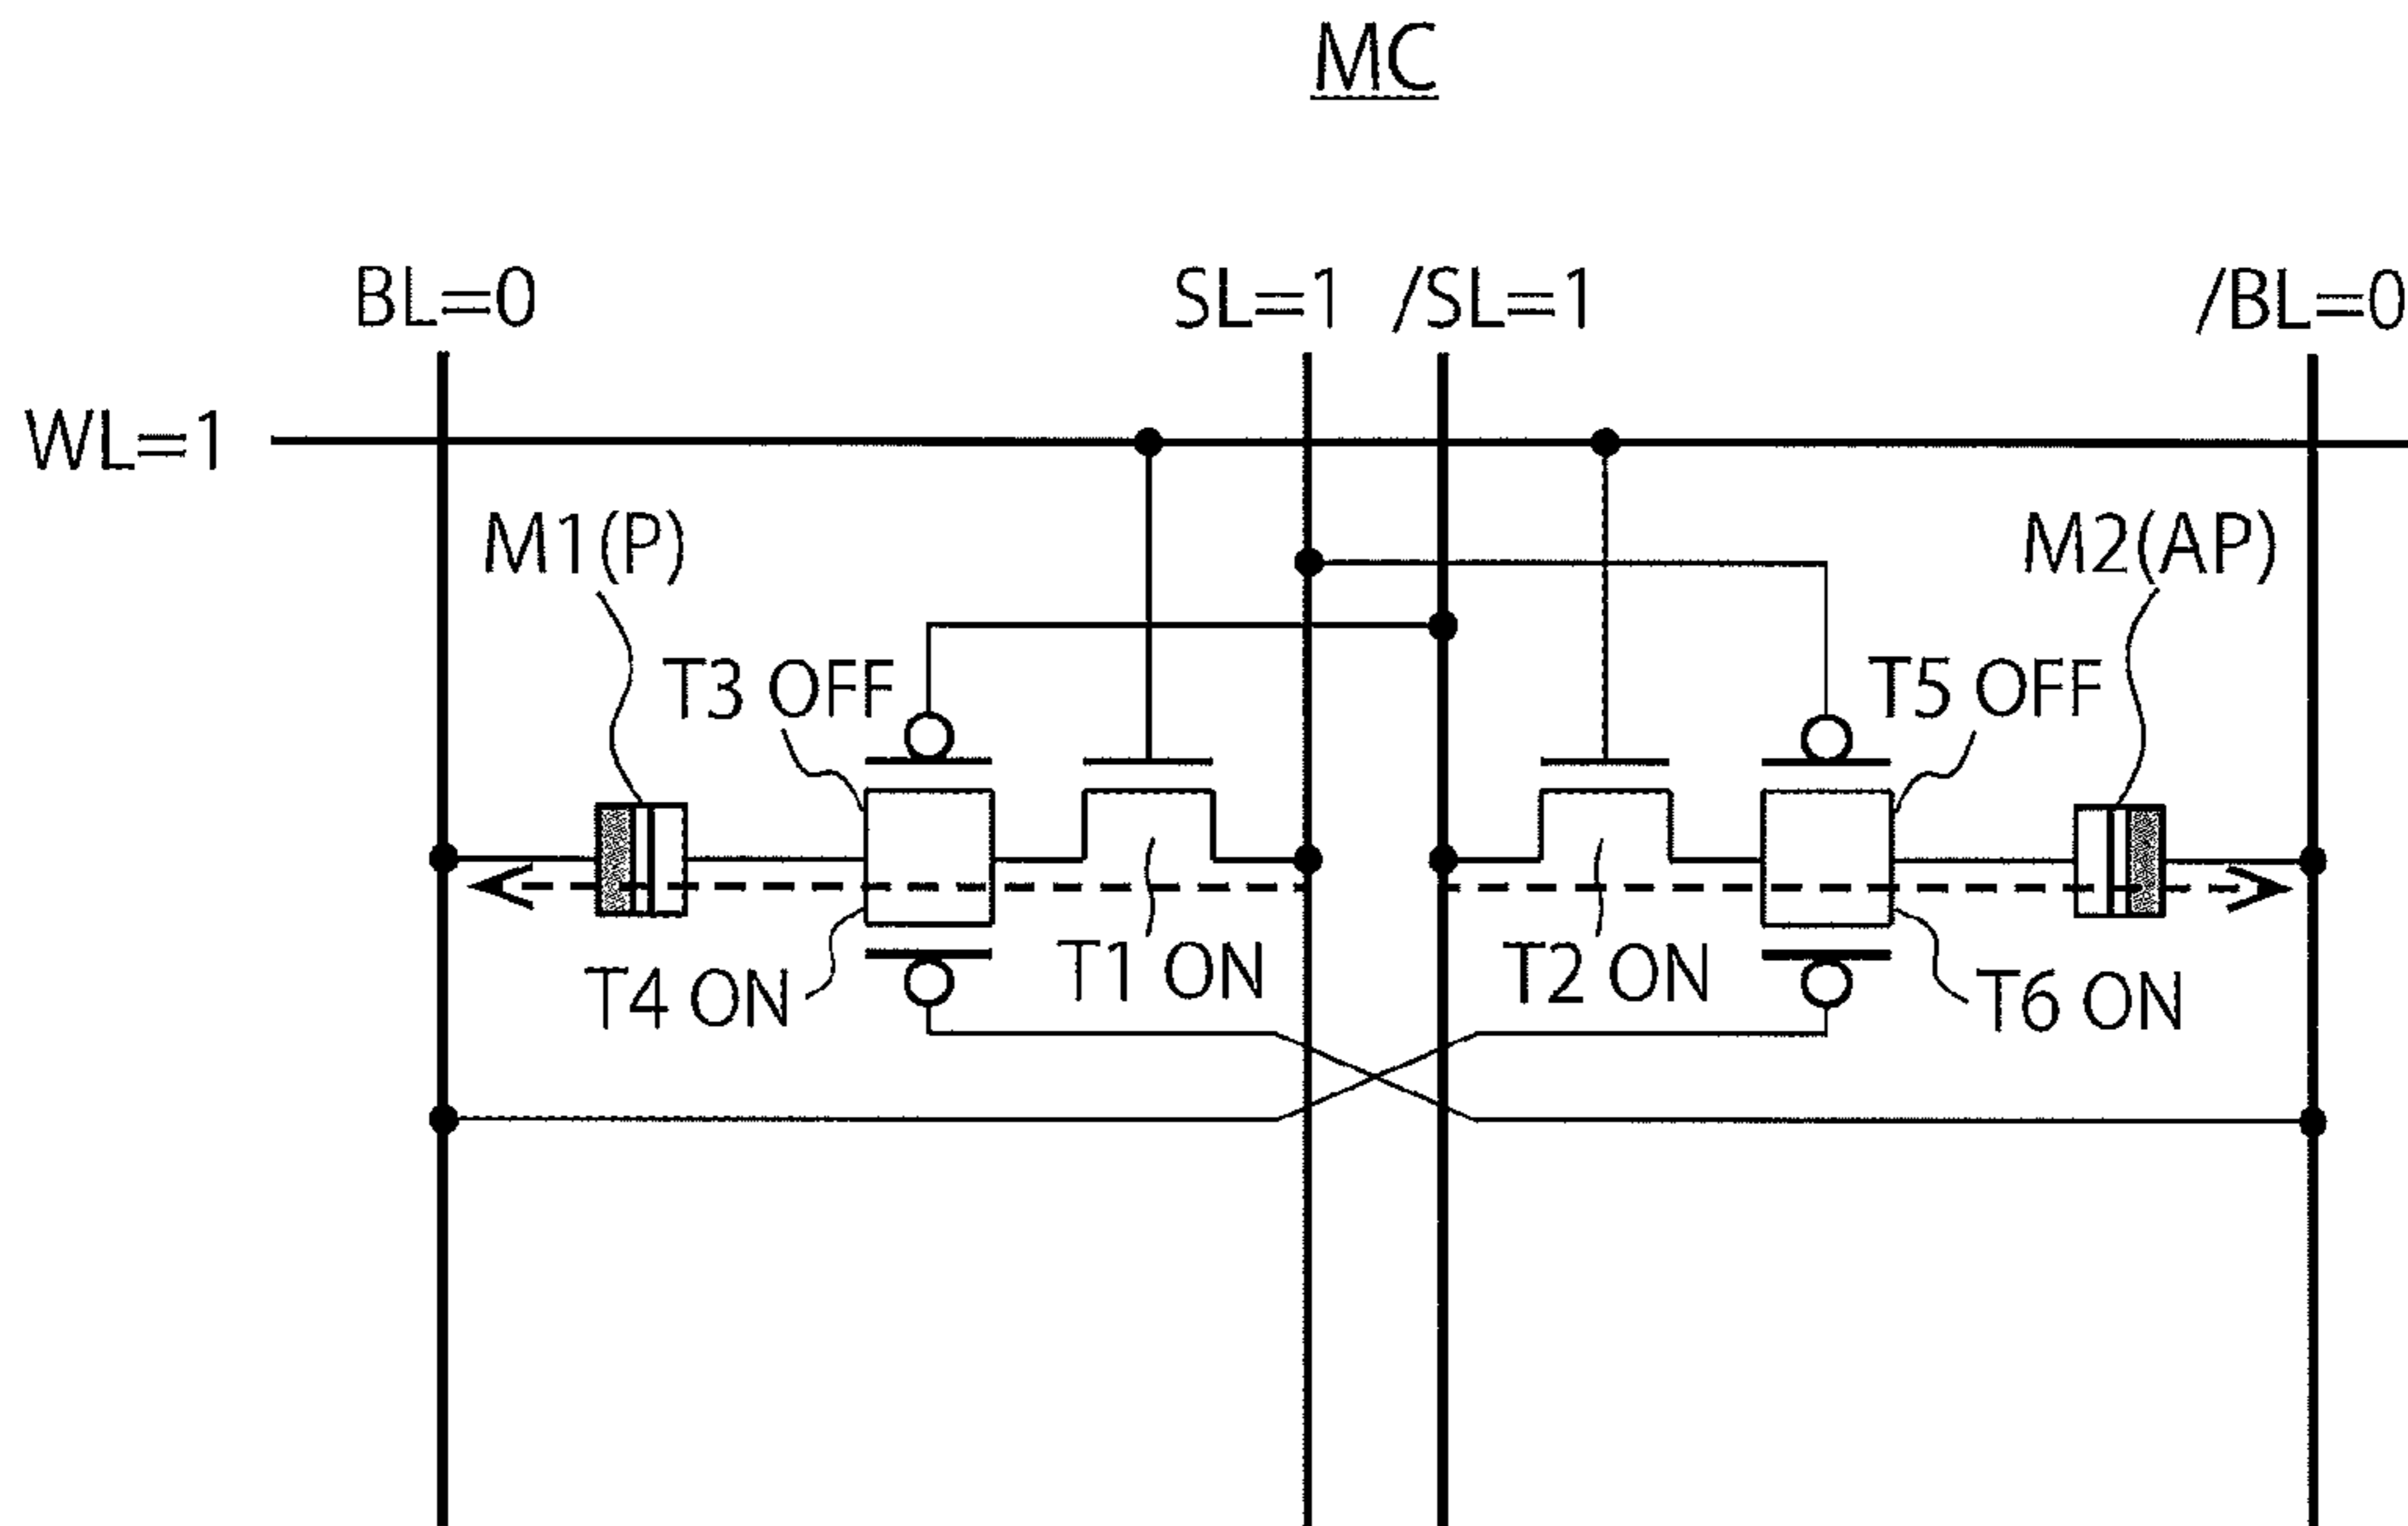 MC
BL=0
SL=1
/SL=1
/BL=0
WL=1
M1(P)
M2(AP)
T3 OFF
T5 OFF
T4 ON
T1 ON
T2 ON
T6 ON